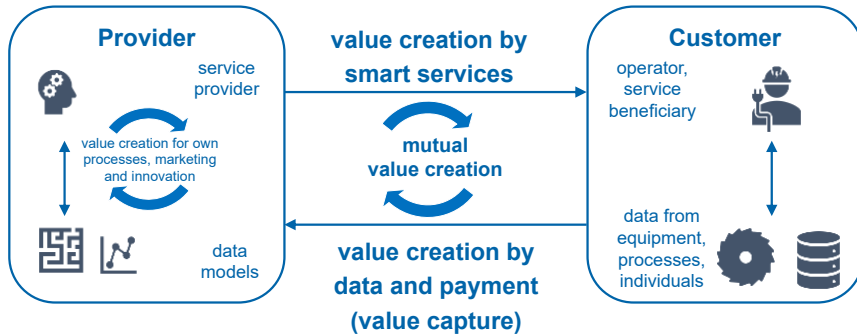 Provider
service
provider
value creation for own
processes, marketing
and innovation
data
models
value creation by
smart services
mutual
value creation
value creation by
data and payment
(value capture)
Customer
operator,
service
beneficiary
data from
equipment,
processes,
individuals